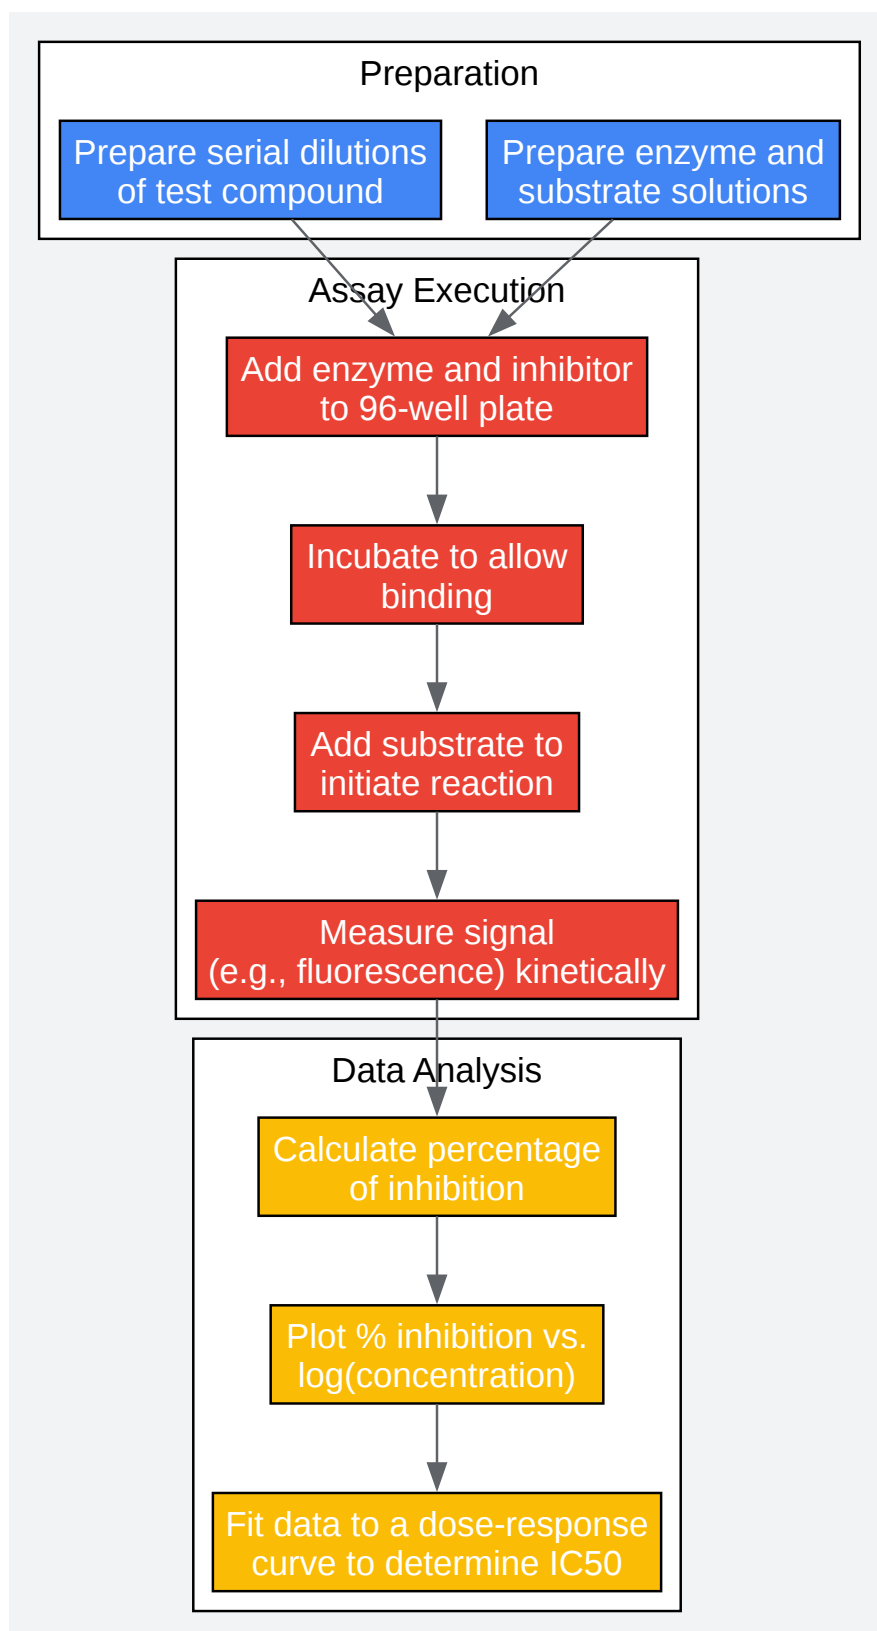 Preparation
Prepare serial dilutions
of test compound
Prepare enzyme and
substrate solutions
Assay Execution
Add enzyme and inhibitor
to 96-well plate
Incubate to allow
binding
Add substrate to
initiate reaction
Measure signal
(e.g., fluorescence) kinetically
Data Analysis
Calculate percentage
of inhibition
Plot % inhibition vs.
log(concentration)
Fit data to a dose-response
curve to determine IC50